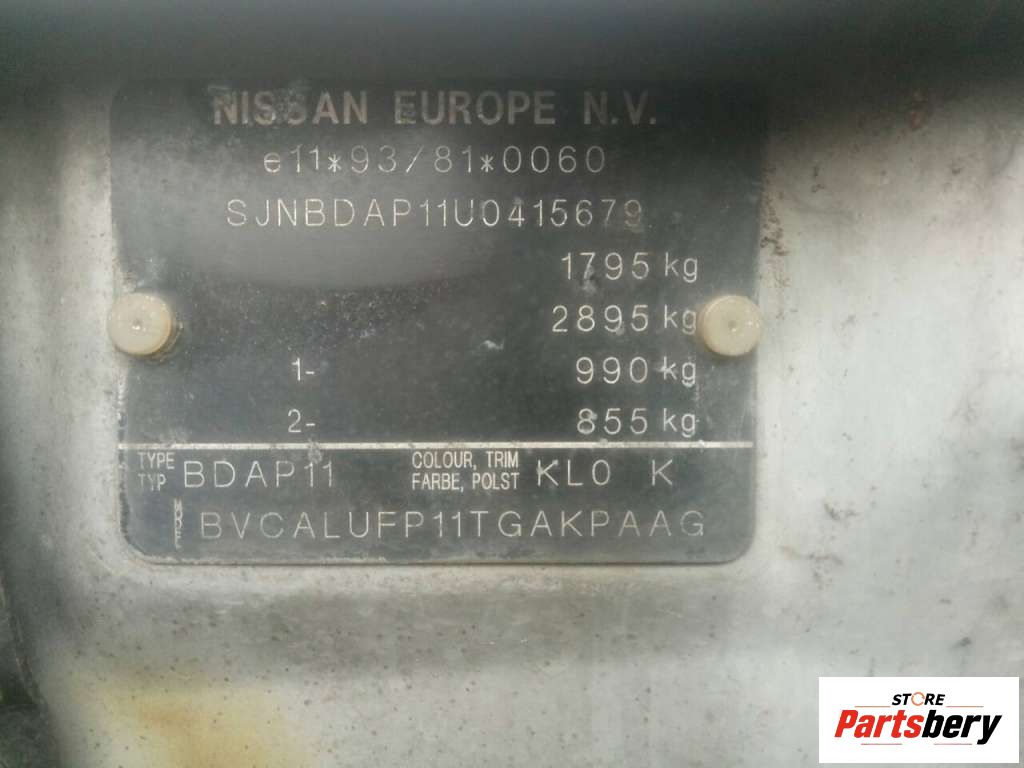 NISSAN EUROPE N.V.
e11*93/81*0060
SJNBDAP11U0415679
1795 kg
2895 kg
1- 990 kg
2- 855 kg
TYPE BDAP11 COLOUR, TRIM KL0 K
TYP FARBE, POLST
BVCALUFP11TGAKPAAG
STORE
Partsbery